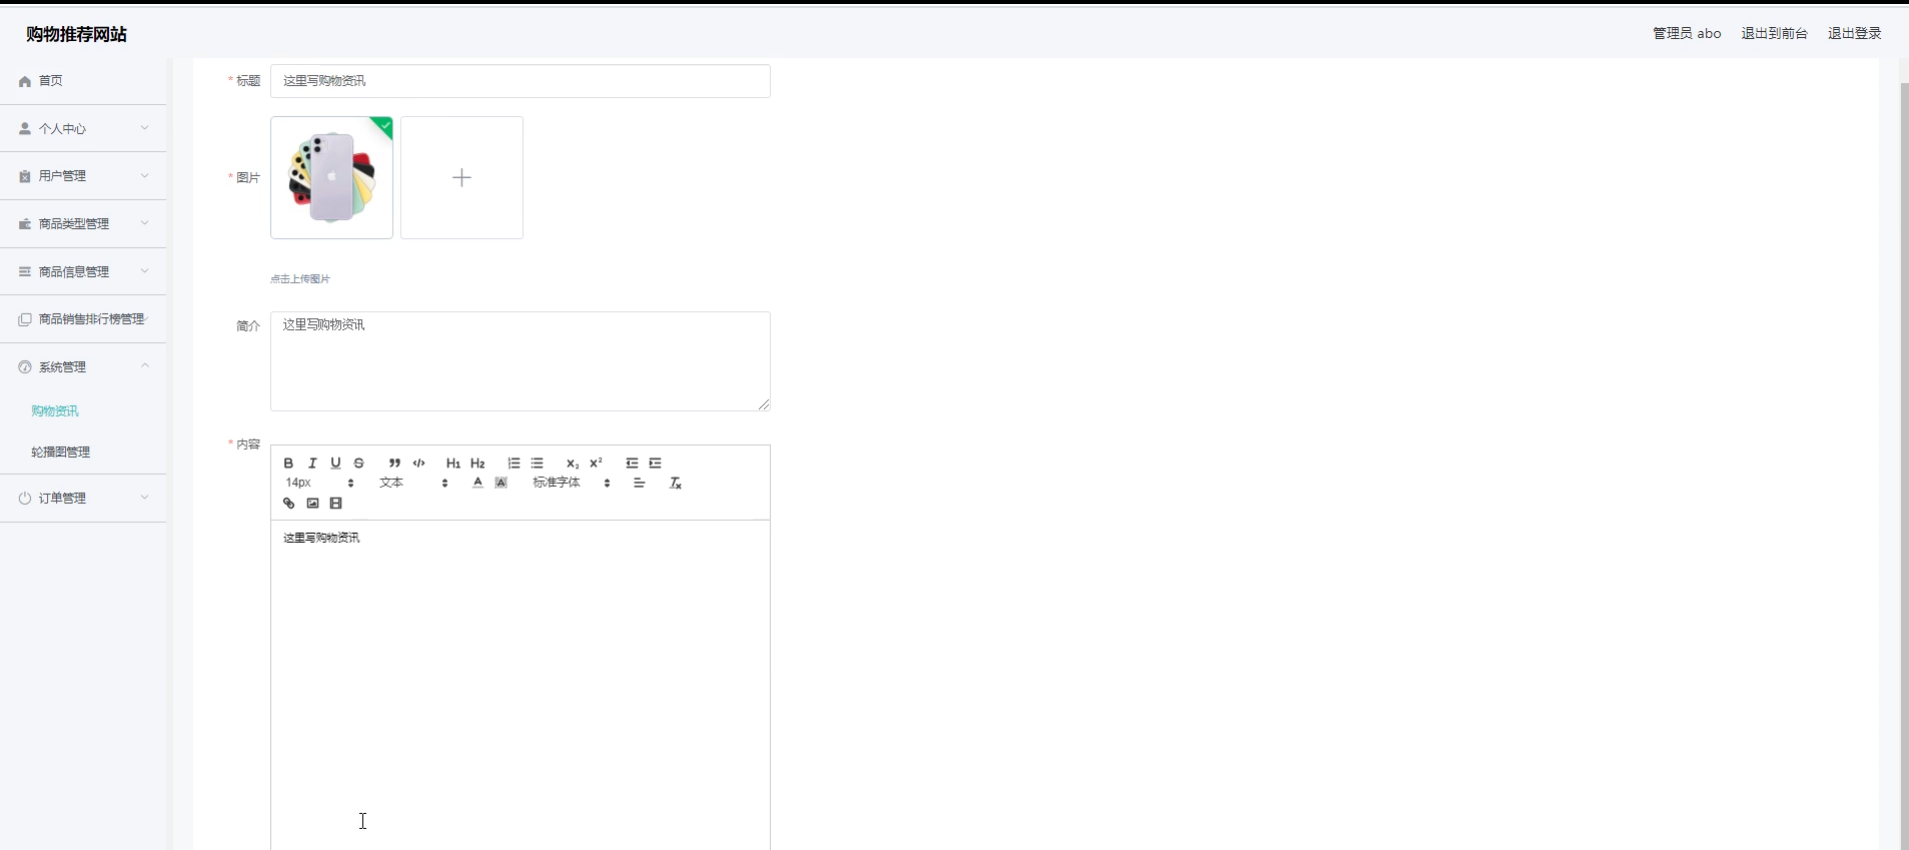 购物推荐网站
管理员 abo 退出到前台 退出登录
首页
个人中心
用户管理
商品类型管理
商品信息管理
商品销售排行榜管理
系统管理
购物资讯
轮播图管理
订单管理
* 标题 这里写购物资讯
* 图片
点击上传图片
简介 这里写购物资讯
* 内容
B I U S H1 H2 X2 X2
14px 文本 A A 标准字体 Tx
这里写购物资讯